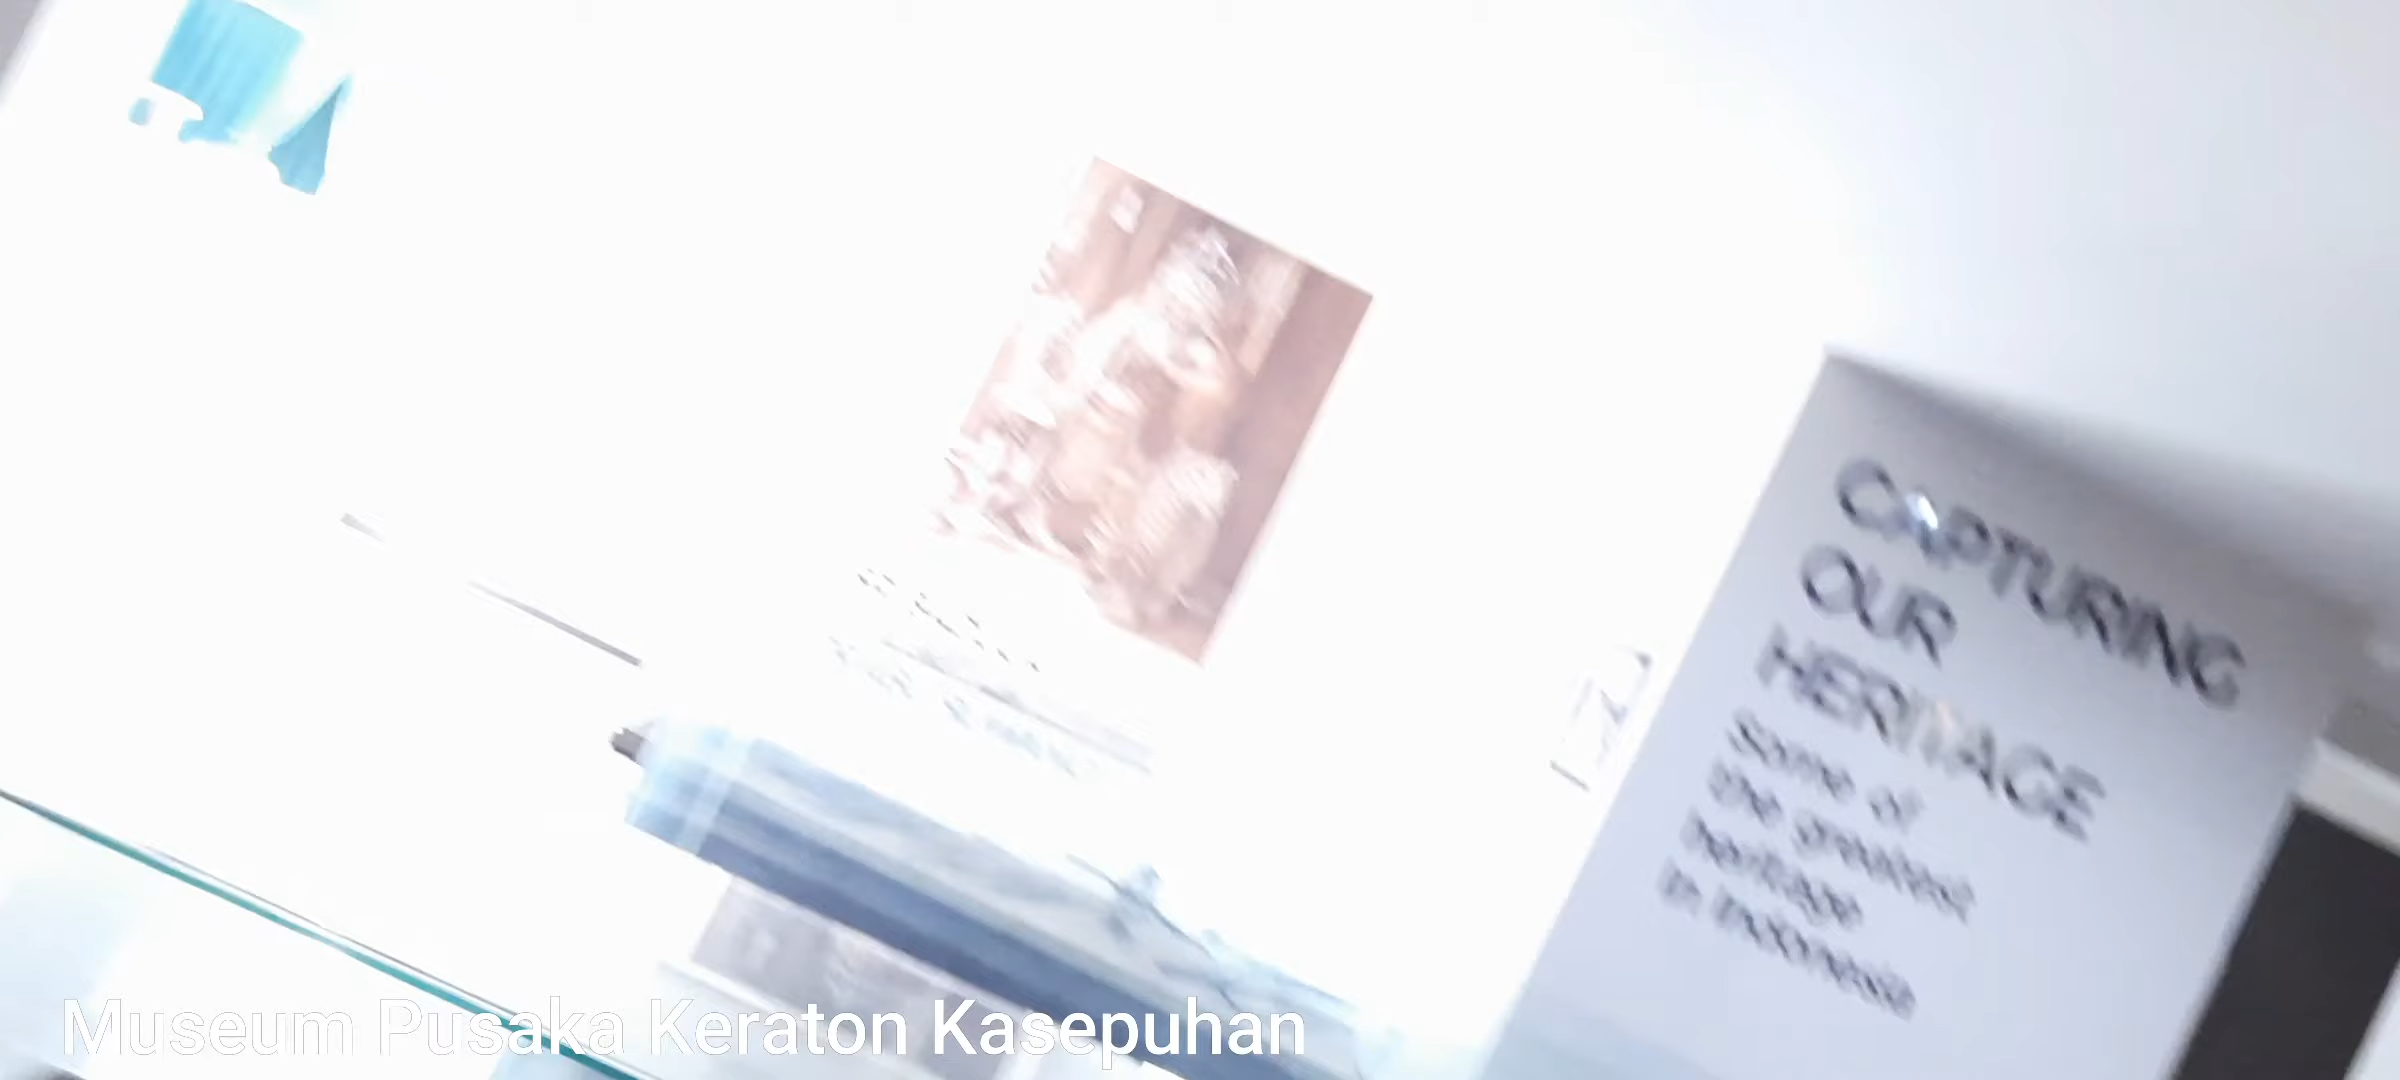 CAPTURING
OUR
HERITAGE
Some of
the greatest
heritage
in Indonesia
Museum Pusaka Keraton Kasepuhan